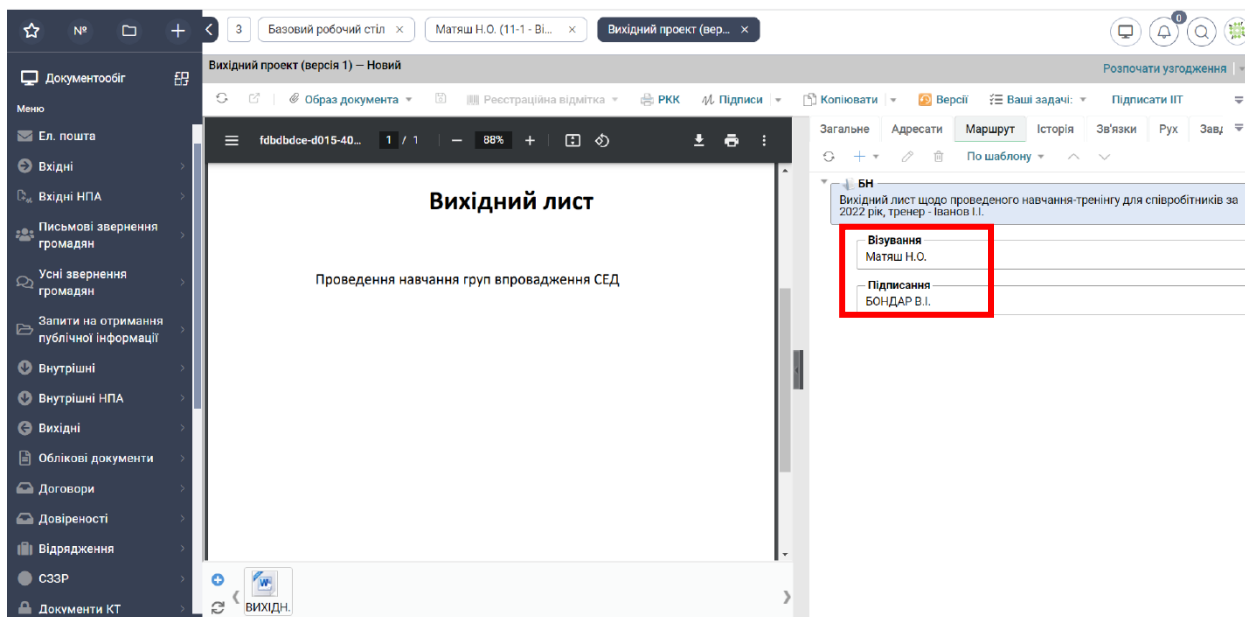 №
3
Базовий робочий стіл ×
Матяш Н.О. (11-1 - Ві... ×
Вихідний проект (вер... ×
0
Документообіг
Меню
Ел. пошта
Вхідні
Вхідні НПА
Письмові звернення
громадян
Усні звернення
громадян
Запити на отримання
публічної інформації
Внутрішні
Внутрішні НПА
Вихідні
Облікові документи
Договори
Довіреності
Відрядження
СЗЗР
Документи КТ
Вихідний проект (версія 1) — Новий
Розпочати узгодження
Образ документа
Реєстраційна відмітка
РКК
Підписи
Копіювати
Версії
Ваші задачі:
Підписати ІІТ
fdbdbdce-d015-40... 1 / 1 — 88% +
Вихідний лист
Проведення навчання груп впровадження СЕД
ВИХІДН.
Загальне Адресати Маршрут Історія Зв'язки Рух Завд
По шаблону
БН
Вихідний лист щодо проведеного навчання-тренінгу для співробітників за
2022 рік, тренер - Іванов І.І.
Візування
Матяш Н.О.
Підписання
БОНДАР В.І.